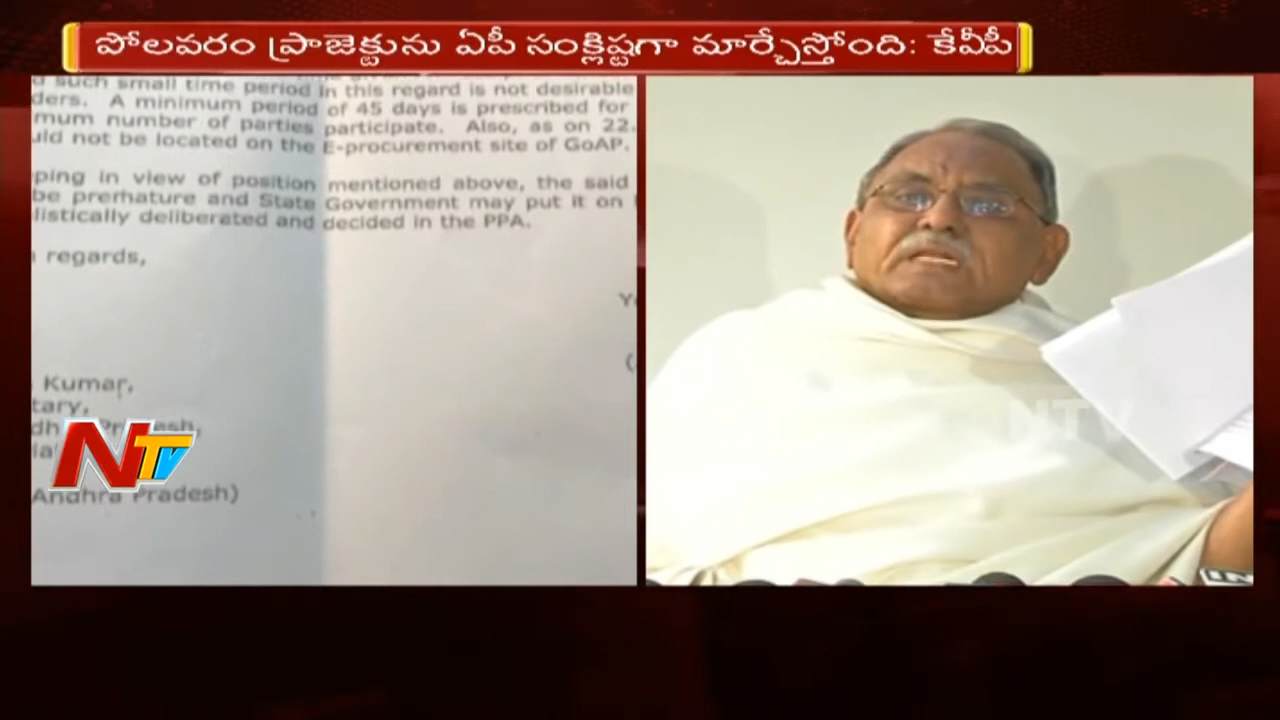 పోలవరం ప్రాజెక్టును ఏపీ సంక్లిష్టగా మార్చేస్తోంది: కేవీపీ
such small time period in this regard is not desirable
ders. A minimum period of 45 days is prescribed for
mum number of parties participate. Also, as on 22.
uld not be located on the E-procurement site of GoAP.
ping in view of position mentioned above, the said
be prerhature and State Government may put it on
listically deliberated and decided in the PPA.
regards,
Kumar,
tary,
Andhra Pradesh)
NTV
NTV